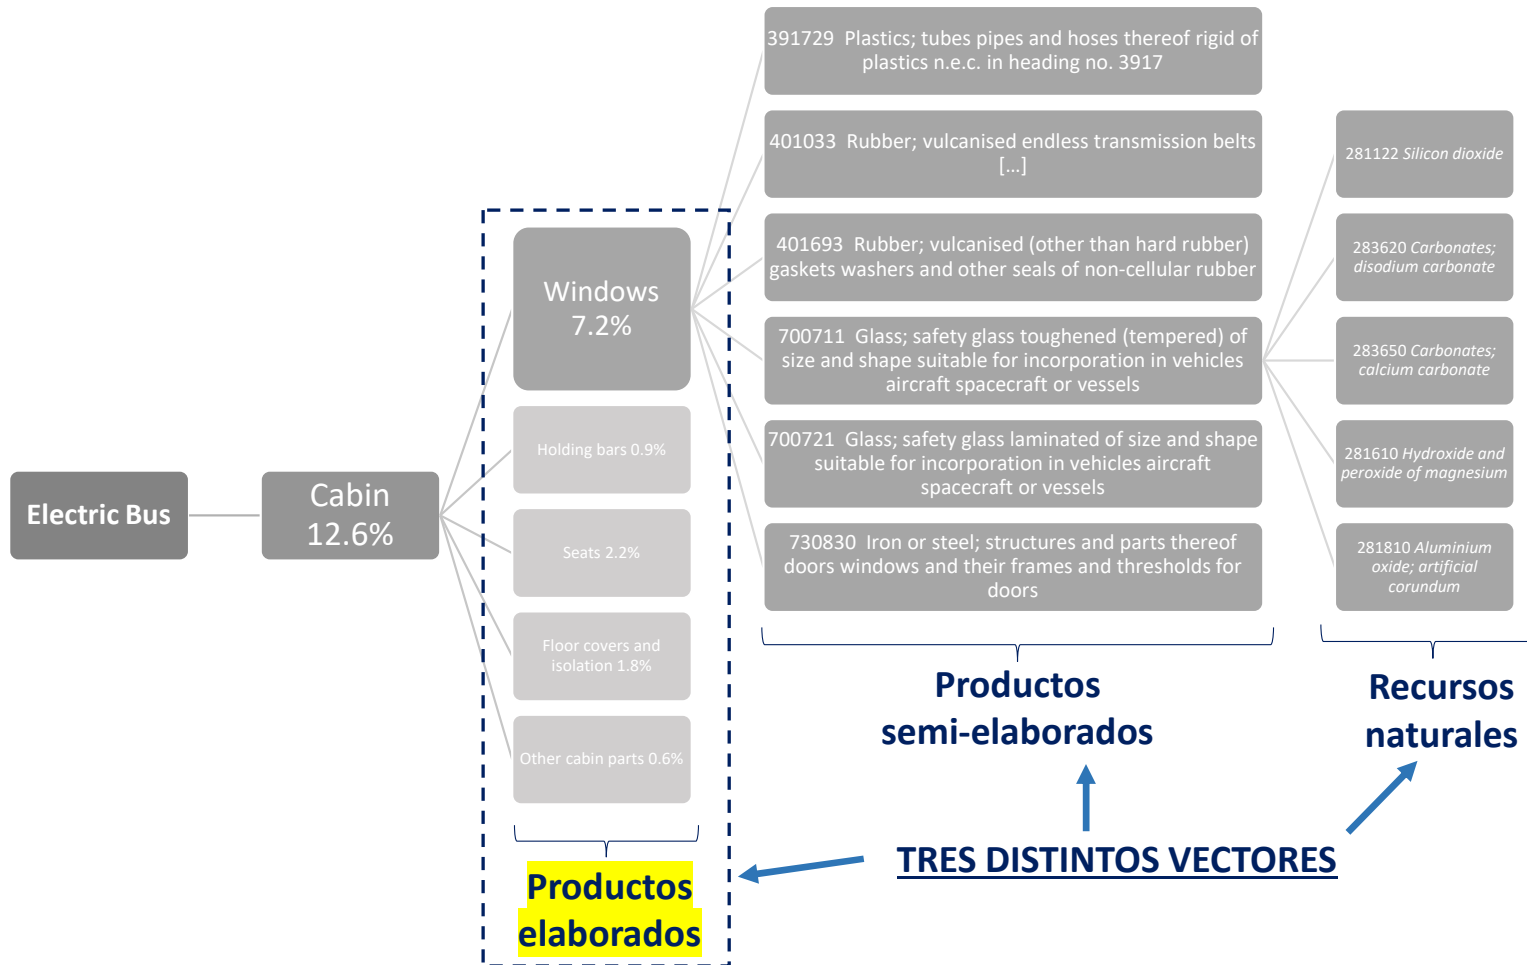 Electric Bus
Cabin
12.6%
Windows
7.2%
Holding bars 0.9%
Seats 2.2%
Floor covers and
isolation 1.8%
Other cabin parts 0.6%
391729 Plastics; tubes pipes and hoses thereof rigid of
plastics n.e.c. in heading no. 3917
401033 Rubber; vulcanised endless transmission belts
[…]
401693 Rubber; vulcanised (other than hard rubber)
gaskets washers and other seals of non-cellular rubber
700711 Glass; safety glass toughened (tempered) of
size and shape suitable for incorporation in vehicles
aircraft spacecraft or vessels
700721 Glass; safety glass laminated of size and shape
suitable for incorporation in vehicles aircraft
spacecraft or vessels
730830 Iron or steel; structures and parts thereof
doors windows and their frames and thresholds for
doors
281122 Silicon dioxide
283620 Carbonates;
disodium carbonate
283650 Carbonates;
calcium carbonate
281610 Hydroxide and
peroxide of magnesium
281810 Aluminium
oxide; artificial
corundum
Productos
elaborados
Productos
semi-elaborados
Recursos
naturales
TRES DISTINTOS VECTORES